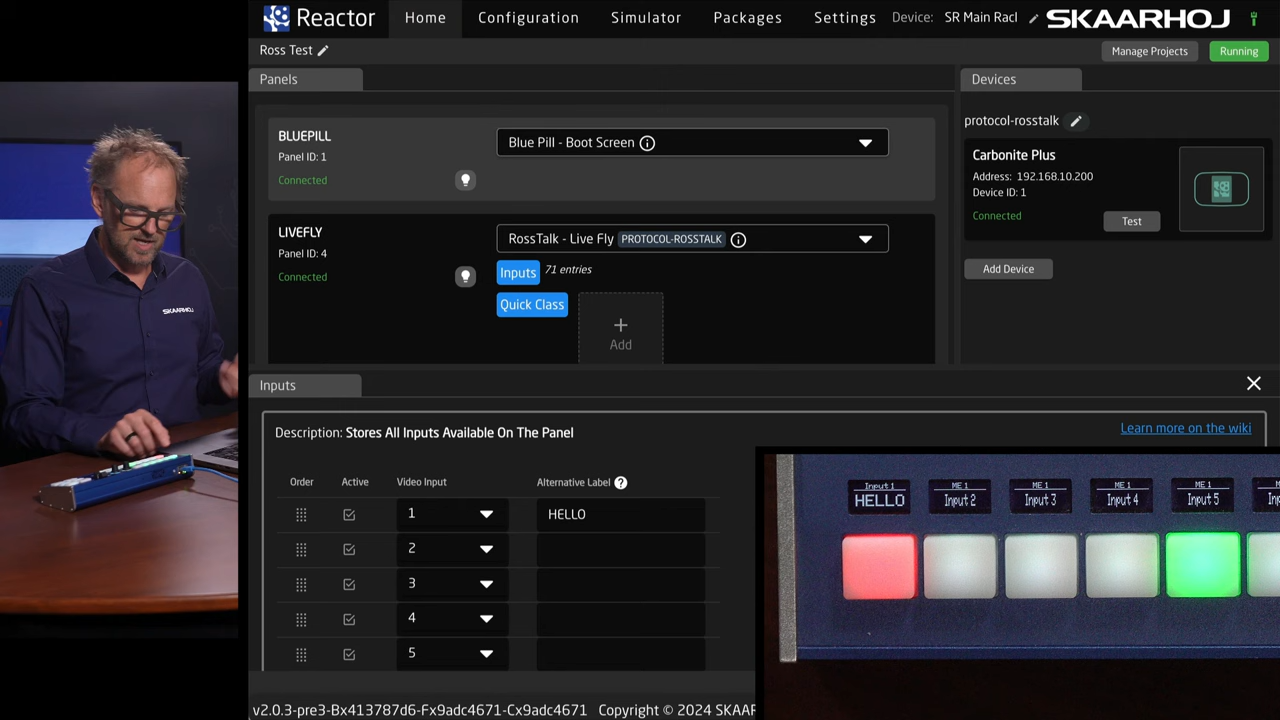 Reactor
Home
Configuration
Simulator
Packages
Settings
Device: SR Main Racl
SKAARHOJ
Ross Test
Manage Projects
Running
Panels
Devices
BLUEPILL
Panel ID: 1
Connected
Blue Pill - Boot Screen
LIVEFLY
Panel ID: 4
Connected
RossTalk - Live Fly PROTOCOL-ROSSTALK
Inputs 71 entries
Quick Class
+
Add
protocol-rosstalk
Carbonite Plus
Address: 192.168.10.200
Device ID: 1
Connected
Test
Add Device
Inputs
Description: Stores All Inputs Available On The Panel
Learn more on the wiki
Order Active Video Input Alternative Label ?
1 HELLO
2
3
4
5
v2.0.3-pre3-Bx413787d6-Fx9adc4671-Cx9adc4671 Copyright © 2024 SKAAR
SKAARHOJ
Input 1
HELLO
ME 1
Input 2
ME 1
Input 3
ME 1
Input 4
ME 1
Input 5